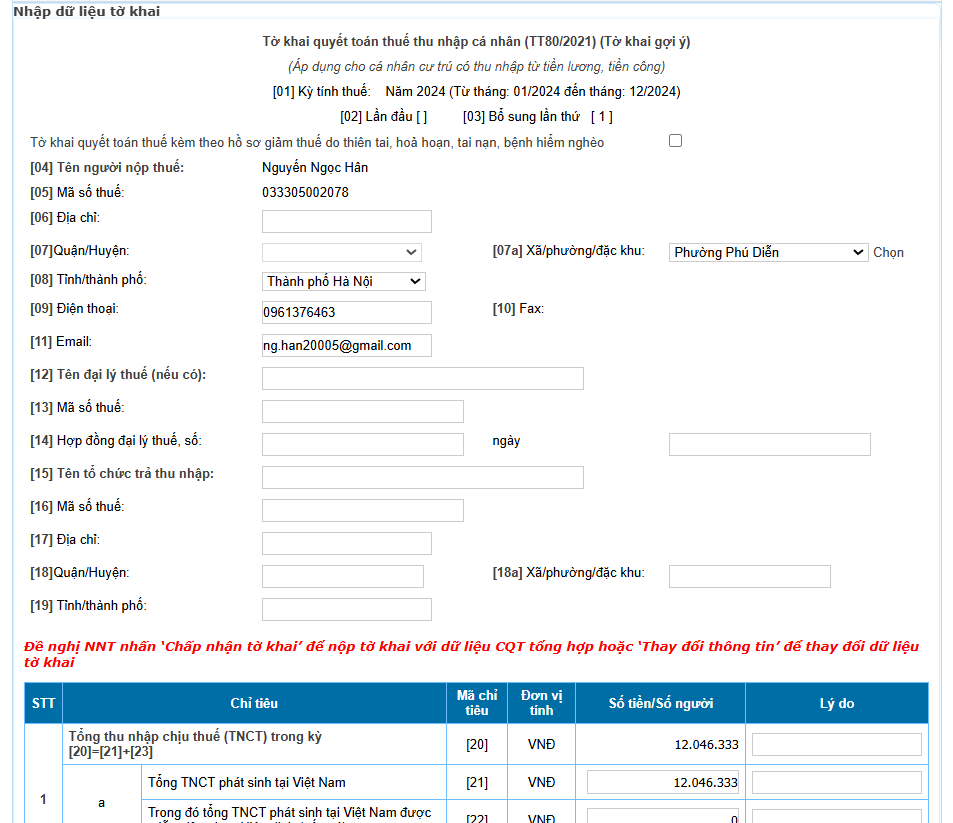 Nhập dữ liệu tờ khai
Tờ khai quyết toán thuế thu nhập cá nhân (TT80/2021) (Tờ khai gợi ý)
(Áp dụng cho cá nhân cư trú có thu nhập từ tiền lương, tiền công)
[01] Kỳ tính thuế: Năm 2024 (Từ tháng: 01/2024 đến tháng: 12/2024)
[02] Lần đầu [ ] [03] Bổ sung lần thứ [ 1 ]
Tờ khai quyết toán thuế kèm theo hồ sơ giảm thuế do thiên tai, hoả hoạn, tai nạn, bệnh hiểm nghèo
[04] Tên người nộp thuế: Nguyễn Ngọc Hân
[05] Mã số thuế: 033305002078
[06] Địa chỉ:
[07]Quận/Huyện: [07a] Xã/phường/đặc khu: Phường Phú Diễn Chọn
[08] Tỉnh/thành phố: Thành phố Hà Nội
[09] Điện thoại: 0961376463 [10] Fax:
[11] Email: ng.han20005@gmail.com
[12] Tên đại lý thuế (nếu có):
[13] Mã số thuế:
[14] Hợp đồng đại lý thuế, số: ngày
[15] Tên tổ chức trả thu nhập:
[16] Mã số thuế:
[17] Địa chỉ:
[18]Quận/Huyện: [18a] Xã/phường/đặc khu:
[19] Tỉnh/thành phố:
Đề nghị NNT nhấn ‘Chấp nhận tờ khai’ để nộp tờ khai với dữ liệu CQT tổng hợp hoặc ‘Thay đổi thông tin’ để thay đổi dữ liệu
tờ khai
STT Chỉ tiêu Mã chỉ tiêu Đơn vị tính Số tiền/Số người Lý do
1
Tổng thu nhập chịu thuế (TNCT) trong kỳ
[20]=[21]+[23] [20] VNĐ 12.046.333
a Tổng TNCT phát sinh tại Việt Nam [21] VNĐ 12.046.333
Trong đó tổng TNCT phát sinh tại Việt Nam được [22] VNĐ 0